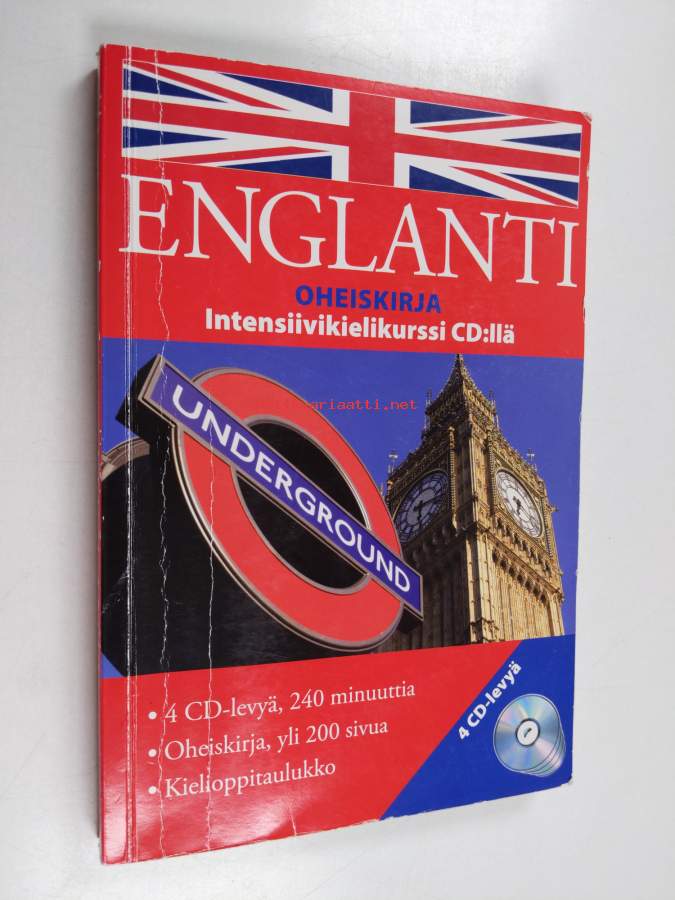 ENGLANTI
OHEISKIRJA
Intensiivikielikurssi CD:llä
UNDERGROUND
4 CD-levyä
• 4 CD-levyä, 240 minuuttia
• Oheiskirja, yli 200 sivua
• Kielioppitaulukko